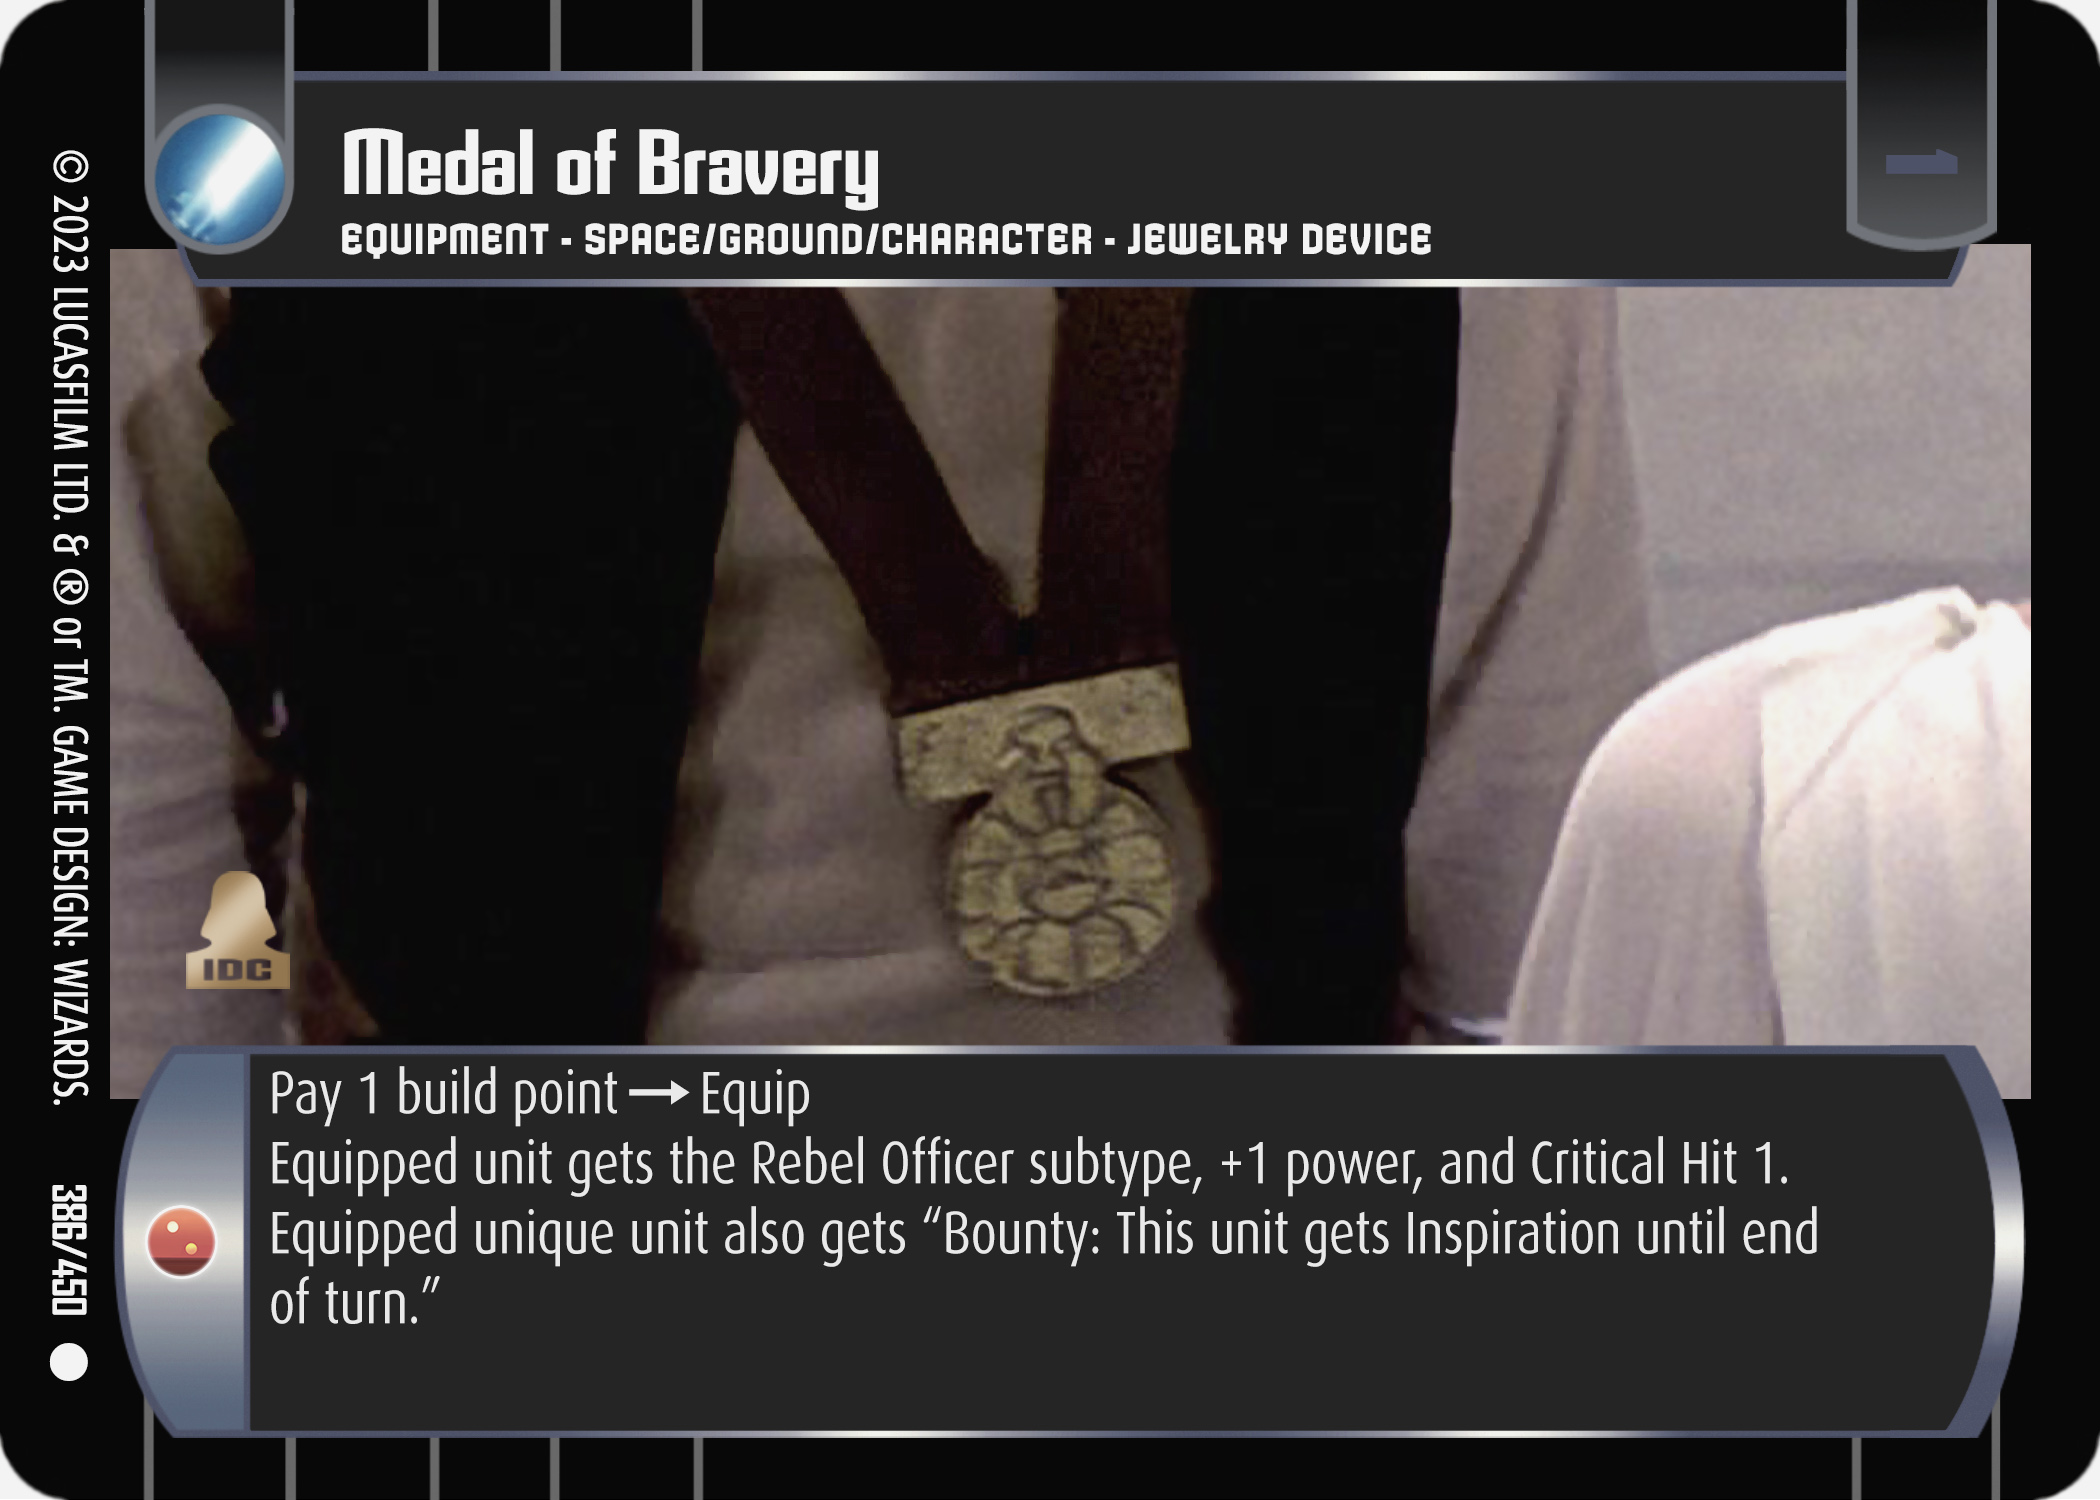 Medal of Bravery
EQUIPMENT - SPACE/GROUND/CHARACTER - JEWELRY DEVICE
1
IDC
Pay 1 build point → Equip
Equipped unit gets the Rebel Officer subtype, +1 power, and Critical Hit 1.
Equipped unique unit also gets “Bounty: This unit gets Inspiration until end
of turn.”
© 2023 LUCASFILM LTD. & ® or TM. GAME DESIGN: WIZARDS. 386/450